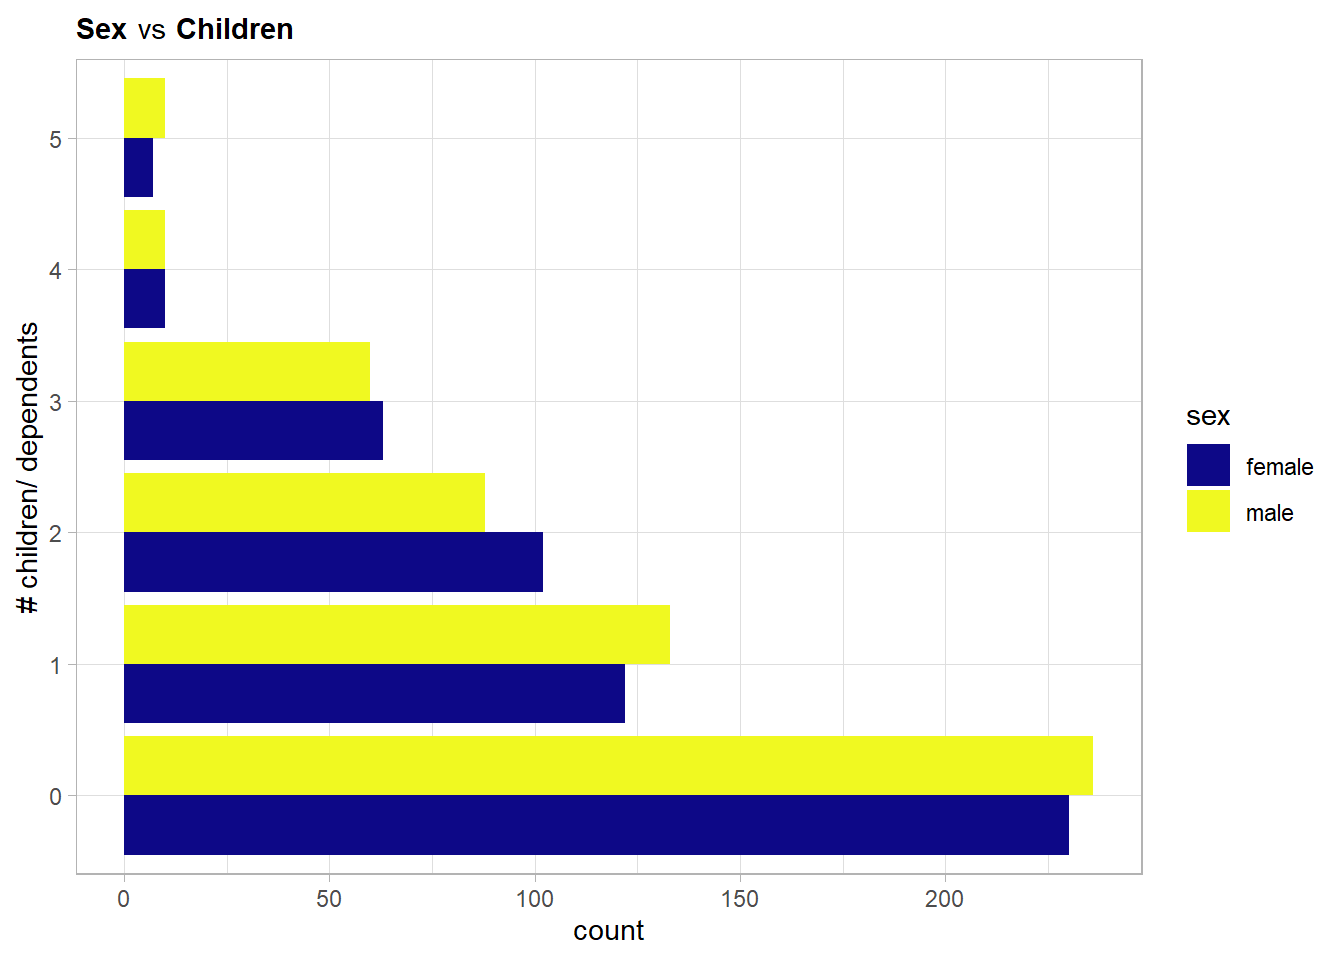 Sex vs Children
5
4
3
2
1
0
# children/ dependents
0 50 100 150 200
count
sex
female
male